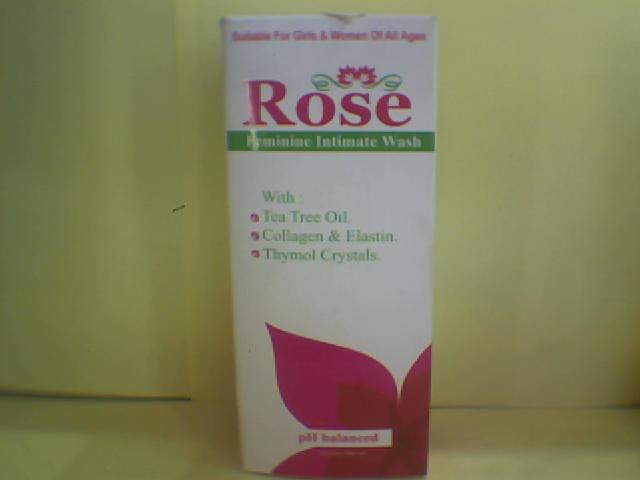 Suitable For Girls & Women Of All Ages
Rose
Feminine Intimate Wash
With :
Tea Tree Oil.
Collagen & Elastin.
Thymol Crystals.
pH balanced